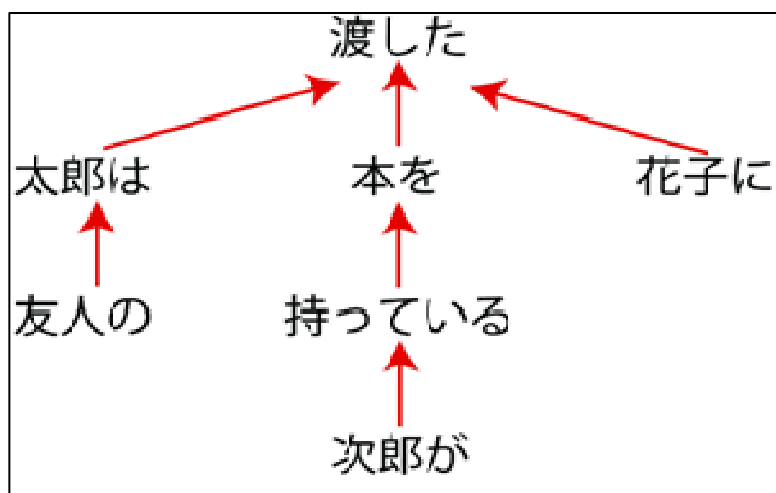 渡した
太郎は 本を 花子に
友人の 持っている
次郎が